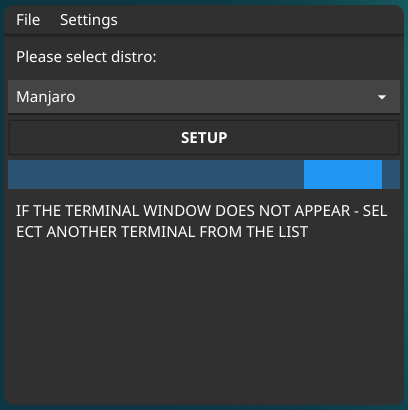 File Settings
Please select distro:
Manjaro
SETUP
IF THE TERMINAL WINDOW DOES NOT APPEAR - SEL
ECT ANOTHER TERMINAL FROM THE LIST